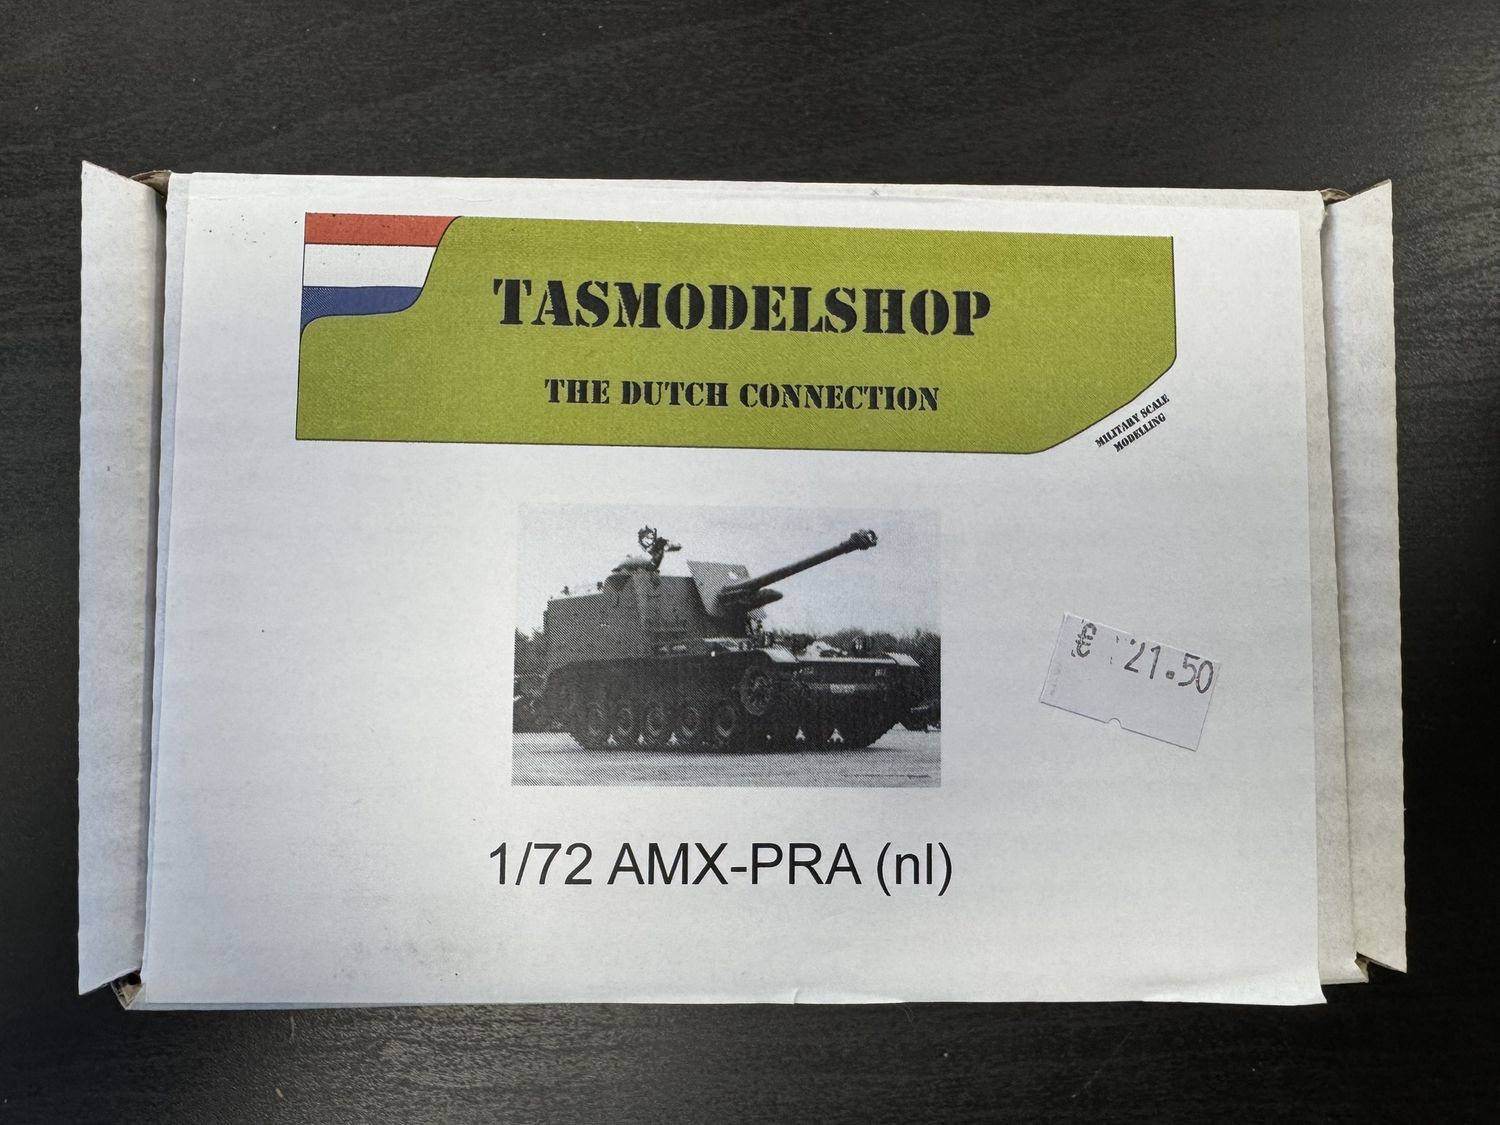 TASMODELSHOP
THE DUTCH CONNECTION
MILITARY SCALE
MODELLING
€ 21.50
1/72 AMX-PRA (nl)